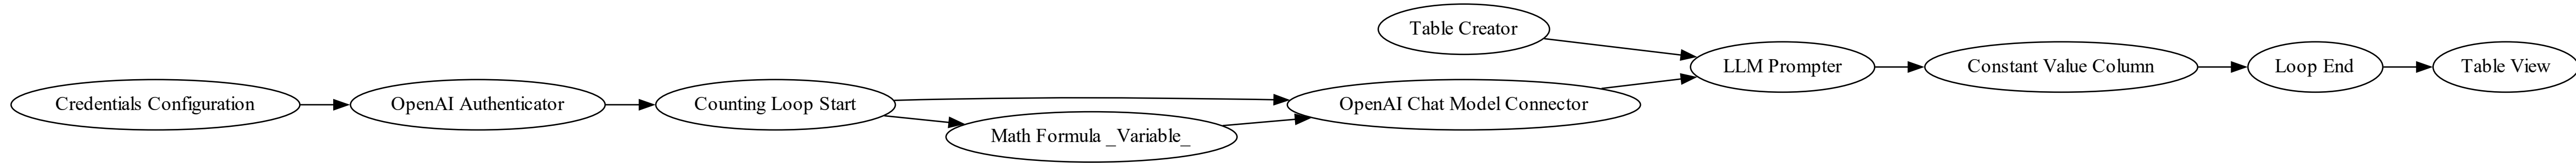 Credentials Configuration
OpenAI Authenticator
Counting Loop Start
Math Formula _Variable_
Table Creator
OpenAI Chat Model Connector
LLM Prompter
Constant Value Column
Loop End
Table View